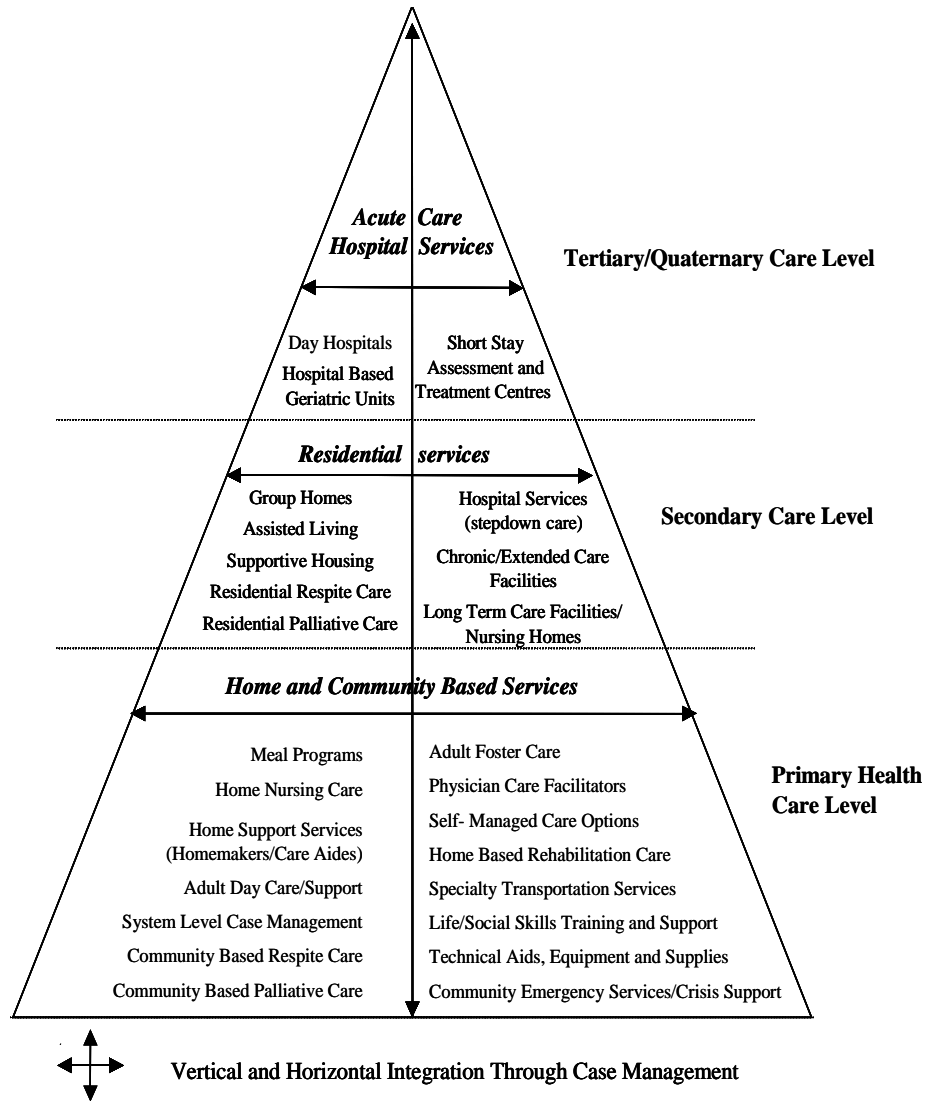 Acute Care
Hospital Services
Tertiary/Quaternary Care Level
Day Hospitals
Hospital Based
Geriatric Units
Short Stay
Assessment and
Treatment Centres
Residential services
Secondary Care Level
Group Homes
Assisted Living
Supportive Housing
Residential Respite Care
Residential Palliative Care
Hospital Services
(stepdown care)
Chronic/Extended Care
Facilities
Long Term Care Facilities/
Nursing Homes
Home and Community Based Services
Primary Health
Care Level
Meal Programs
Home Nursing Care
Home Support Services
(Homemakers/Care Aides)
Adult Day Care/Support
System Level Case Management
Community Based Respite Care
Community Based Palliative Care
Adult Foster Care
Physician Care Facilitators
Self- Managed Care Options
Home Based Rehabilitation Care
Specialty Transportation Services
Life/Social Skills Training and Support
Technical Aids, Equipment and Supplies
Community Emergency Services/Crisis Support
Vertical and Horizontal Integration Through Case Management